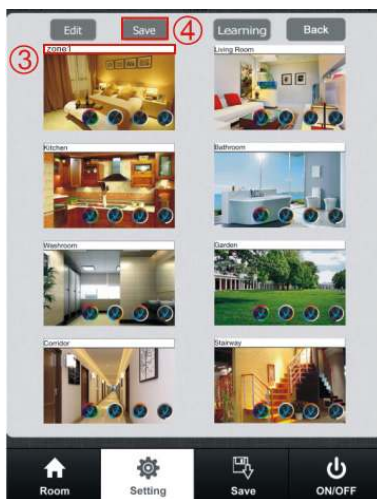 Edit Save ④ Learning Back
③ zone1 Living Room
Kitchen Bathroom
Washroom Garden
Corridor Stairway
Room Setting Save ON/OFF